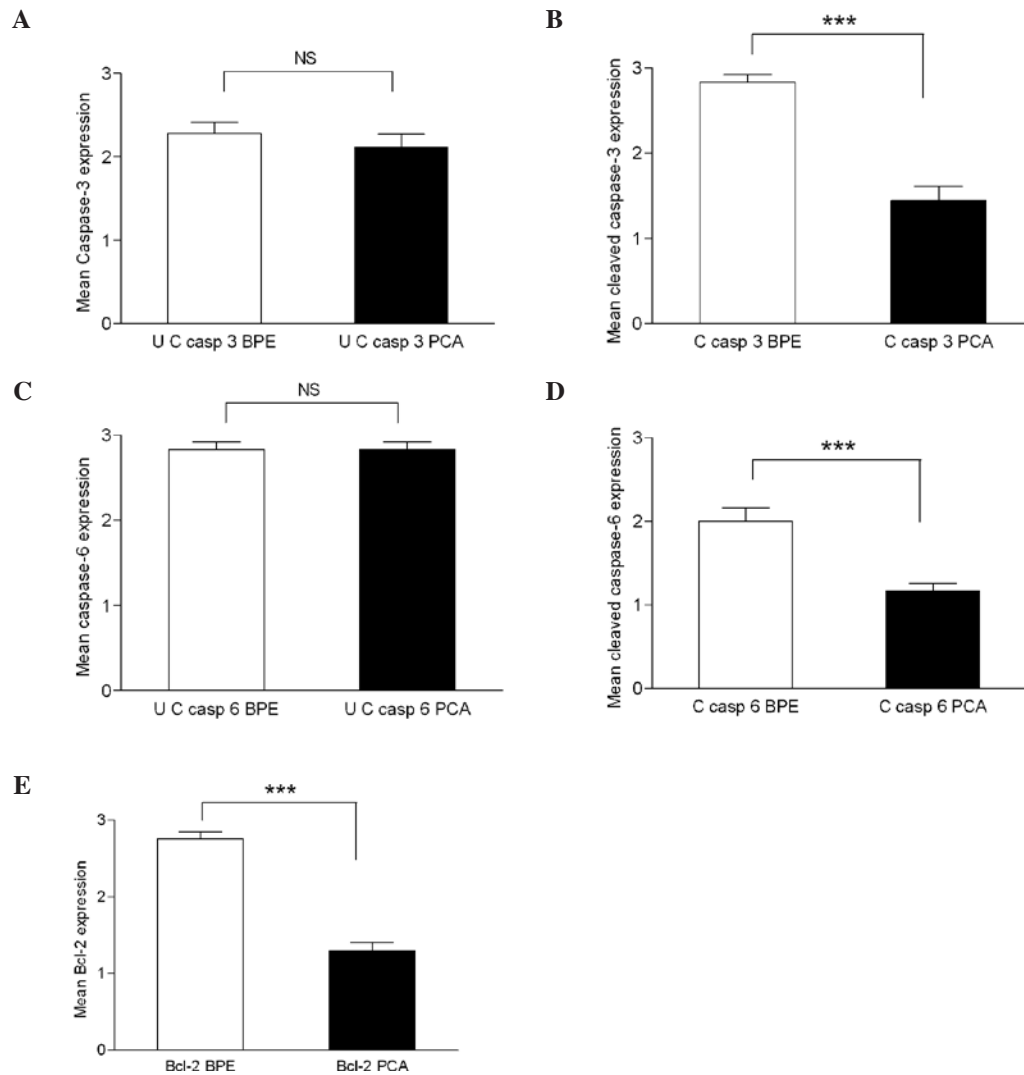 A
NS
3
2
1
0
Mean Caspase-3 expression
U C casp 3 BPE
U C casp 3 PCA
B
***
3
2
1
0
Mean cleaved caspase-3 expression
C casp 3 BPE
C casp 3 PCA
C
NS
3
2
1
0
Mean caspase-6 expression
U C casp 6 BPE
U C casp 6 PCA
D
***
3
2
1
0
Mean cleaved caspase-6 expression
C casp 6 BPE
C casp 6 PCA
E
***
3
2
1
0
Mean Bcl-2 expression
Bcl-2 BPE
Bcl-2 PCA